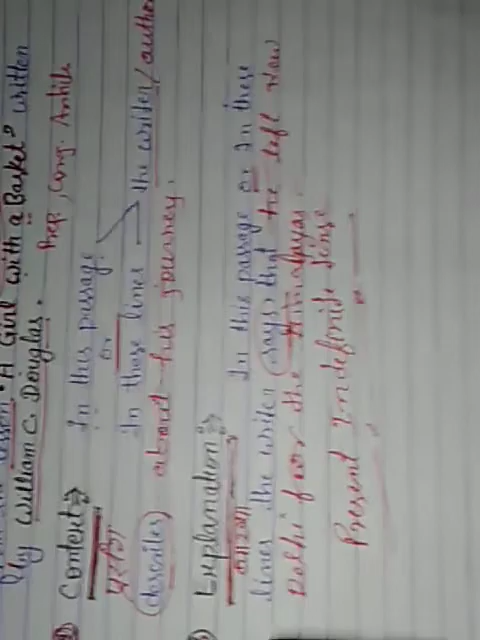 lesson "A Girl with a Basket" written
by William C. Douglas.
Prep, Conj. Article
Context ⇒ In this passage
or
प्रसंग In these lines → the writer/author
describes about his journey.
Explanation ⇒ In this passage or In these
व्याख्या
lines the writer says that he left New
Delhi for the Himalayas.
Present Indefinite Tense